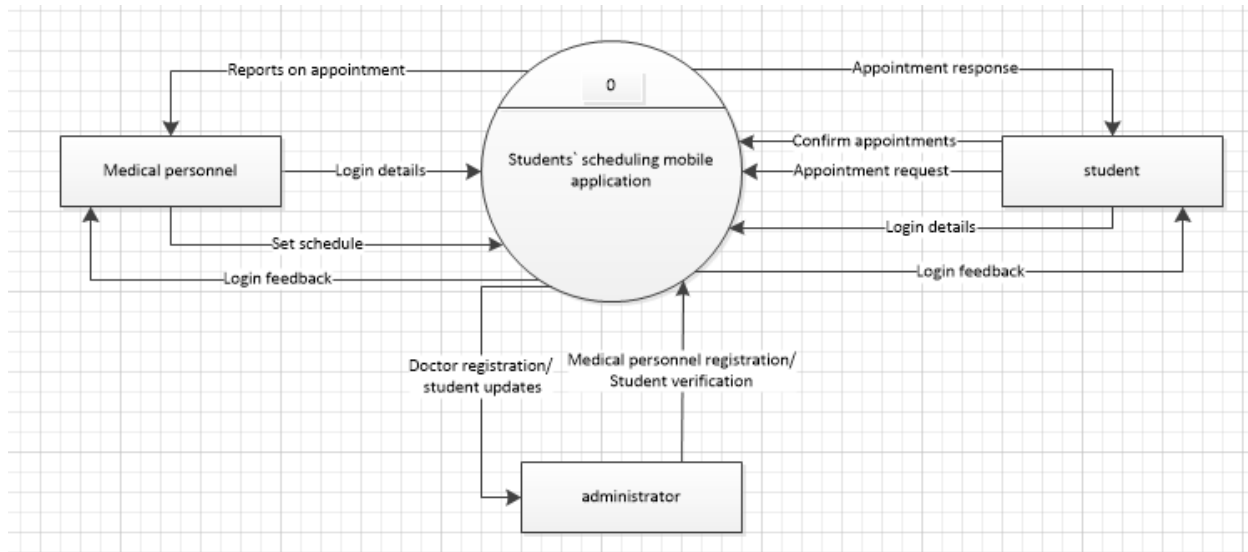 Reports on appointment
0
Appointment response
Students` scheduling mobile
application
Confirm appointments
Medical personnel
Login details
Appointment request
student
Set schedule
Login details
Login feedback
Login feedback
Doctor registration/
student updates
Medical personnel registration/
Student verification
administrator